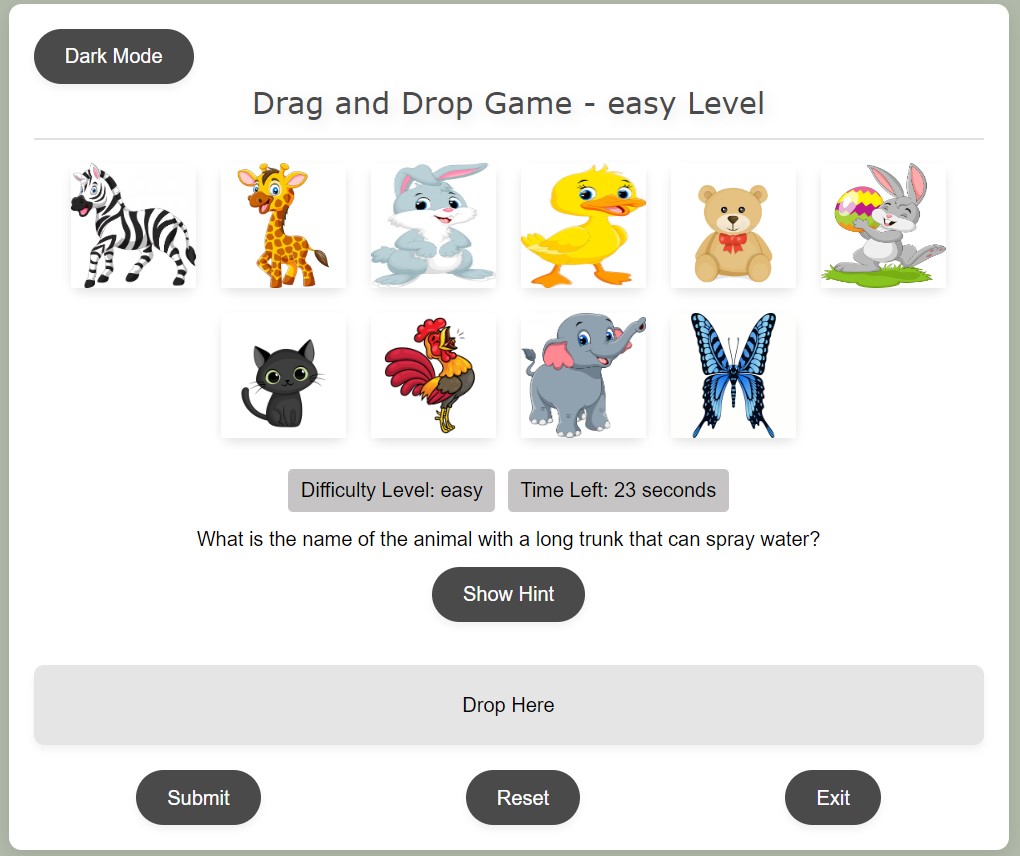 Dark Mode
Drag and Drop Game - easy Level
Difficulty Level: easy
Time Left: 23 seconds
What is the name of the animal with a long trunk that can spray water?
Show Hint
Drop Here
Submit
Reset
Exit